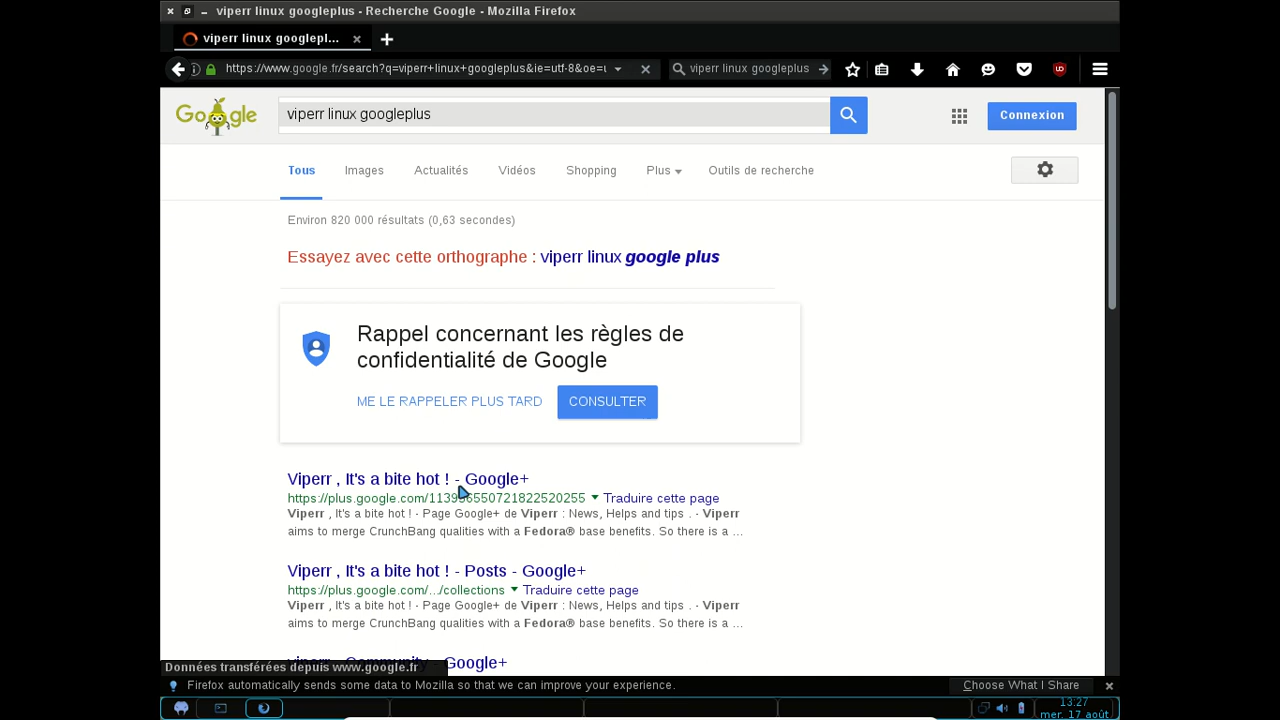 viperr linux googleplus - Recherche Google - Mozilla Firefox
viperr linux googlepl...
https://www.google.fr/search?q=viperr+linux+googleplus&ie=utf-8&oe=u
viperr linux googleplus
Google
viperr linux googleplus
Connexion
Tous Images Actualités Vidéos Shopping Plus Outils de recherche
Environ 820 000 résultats (0,63 secondes)
Essayez avec cette orthographe : viperr linux google plus
Rappel concernant les règles de
confidentialité de Google
ME LE RAPPELER PLUS TARD CONSULTER
Viperr , It's a bite hot ! - Google+
Traduire cette page
Viperr , It's a bite hot ! - Page Google+ de Viperr : News, Helps and tips . - Viperr
aims to merge CrunchBang qualities with a Fedora® base benefits. So there is a ...
Viperr , It's a bite hot ! - Posts - Google+
https://plus.google.com/.../collections Traduire cette page
Viperr , It's a bite hot ! - Page Google+ de Viperr : News, Helps and tips . - Viperr
aims to merge CrunchBang qualities with a Fedora® base benefits. So there is a ...
viperr - Community - Google+
Données transférées depuis www.google.fr
Firefox automatically sends some data to Mozilla so that we can improve your experience. Choose What I Share
13:27
mer. 17 août